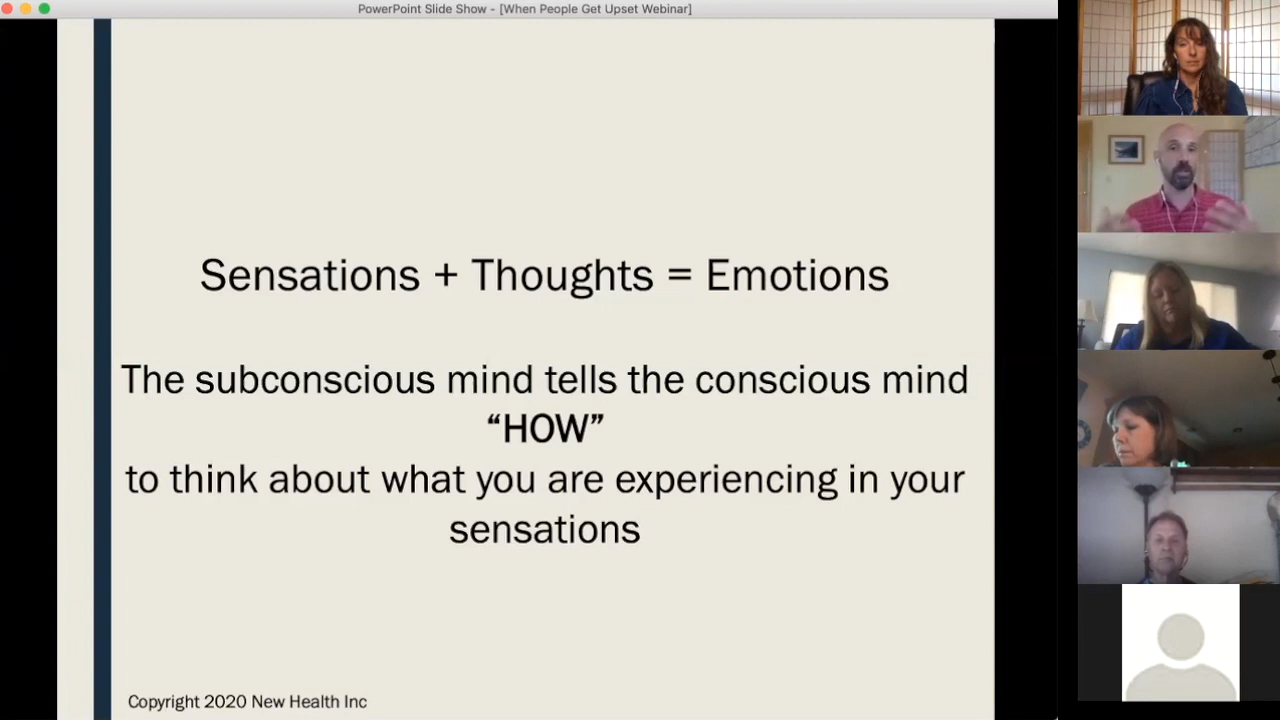 PowerPoint Slide Show - [When People Get Upset Webinar]
Sensations + Thoughts = Emotions
The subconscious mind tells the conscious mind
“HOW”
to think about what you are experiencing in your
sensations
Copyright 2020 New Health Inc